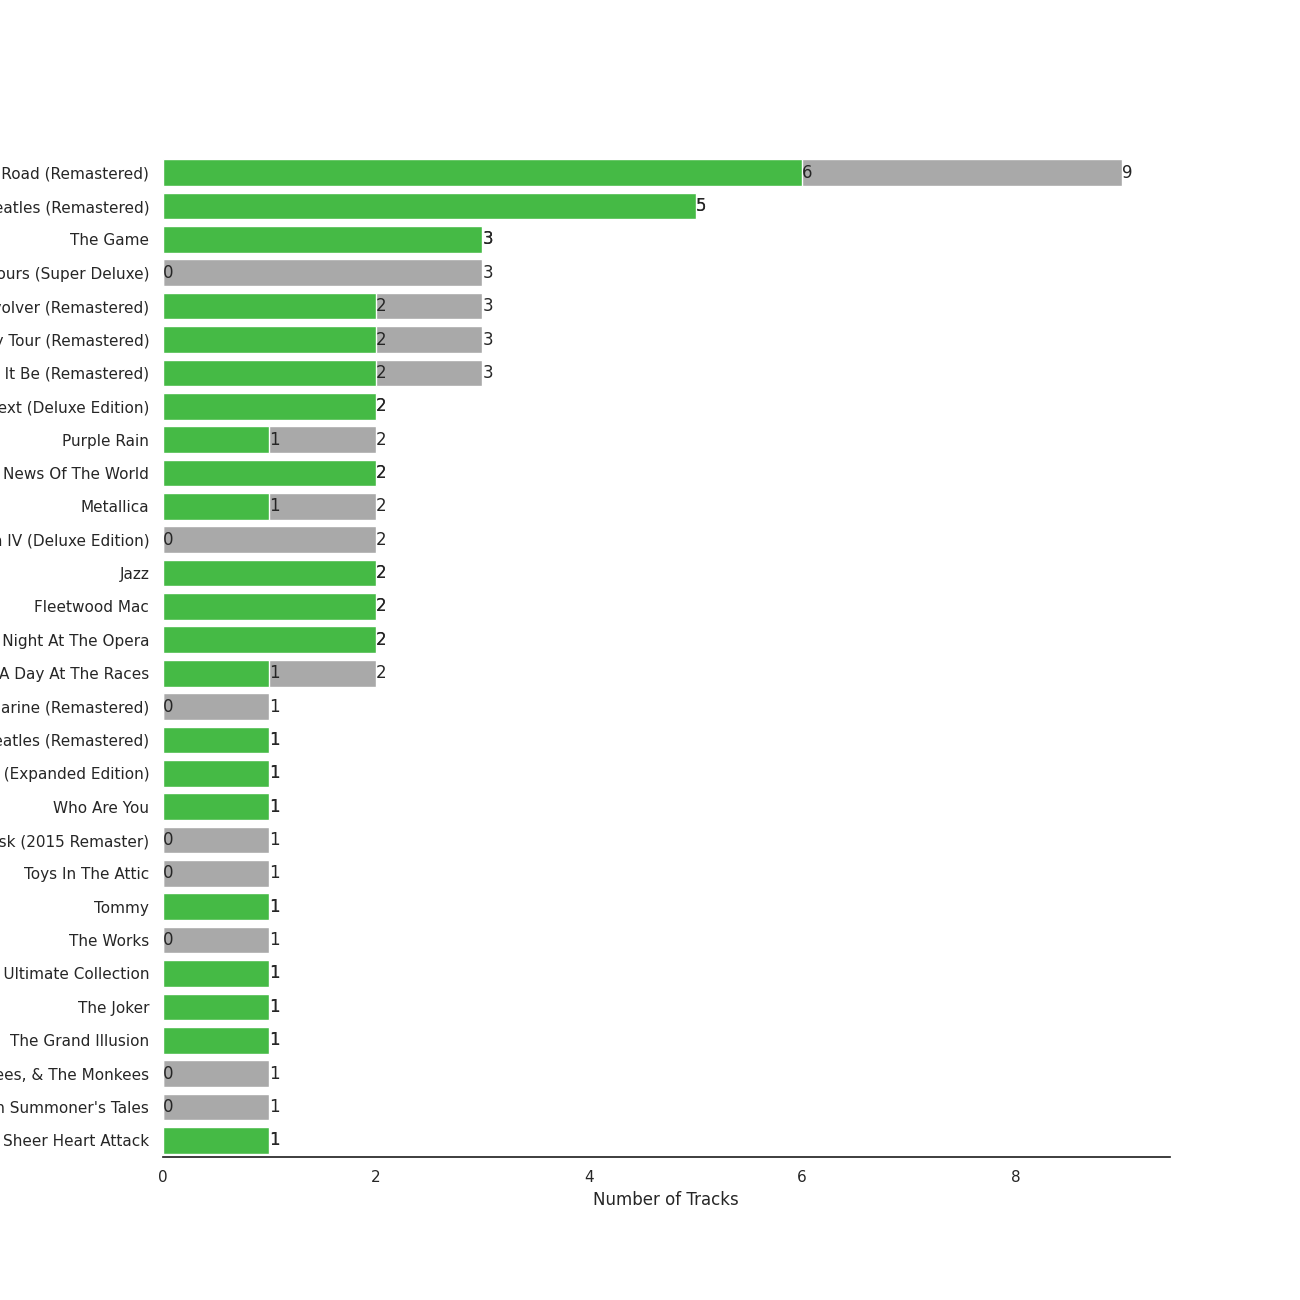 Road (Remastered) 6 9
eatles (Remastered) 5
The Game 3
ours (Super Deluxe) 0 3
volver (Remastered) 2 3
y Tour (Remastered) 2 3
It Be (Remastered) 2 3
ext (Deluxe Edition) 2
Purple Rain 1 2
News Of The World 2
Metallica 1 2
n IV (Deluxe Edition) 0 2
Jazz 2
Fleetwood Mac 2
Night At The Opera 2
A Day At The Races 1 2
arine (Remastered) 0 1
eatles (Remastered) 1
(Expanded Edition) 1
Who Are You 1
sk (2015 Remaster) 0 1
Toys In The Attic 0 1
Tommy 1
The Works 0 1
Ultimate Collection 1
The Joker 1
The Grand Illusion 1
ees, & The Monkees 0 1
n Summoner's Tales 0 1
Sheer Heart Attack 1
0 2 4 6 8
Number of Tracks